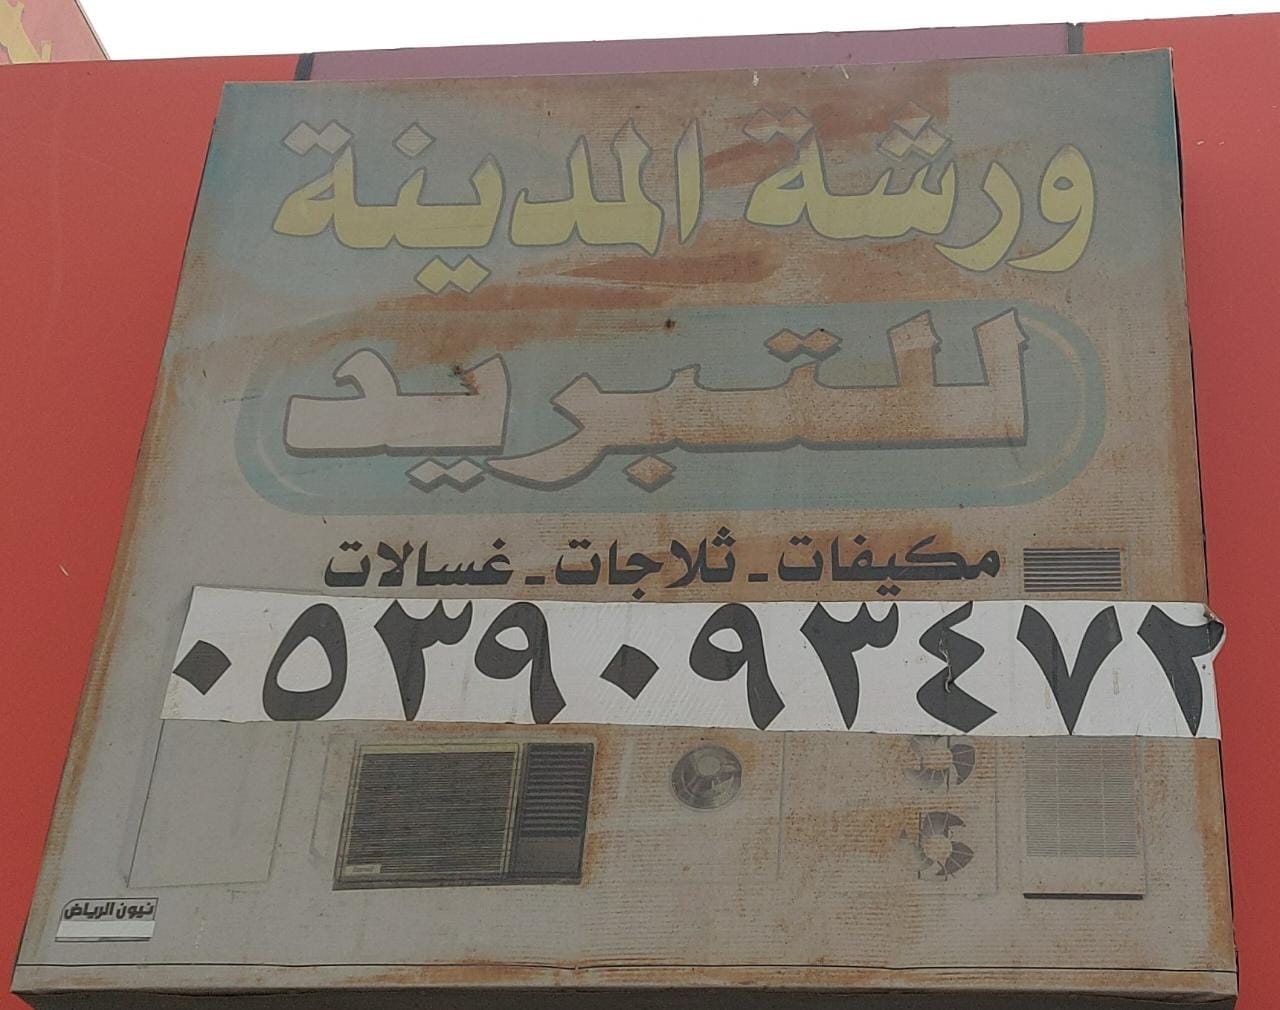 ورشة المدينة
للتبريد
مكيفات - ثلاجات - غسالات
٠٥٣٩٠٩٣٤٧٢
نيون الرياض